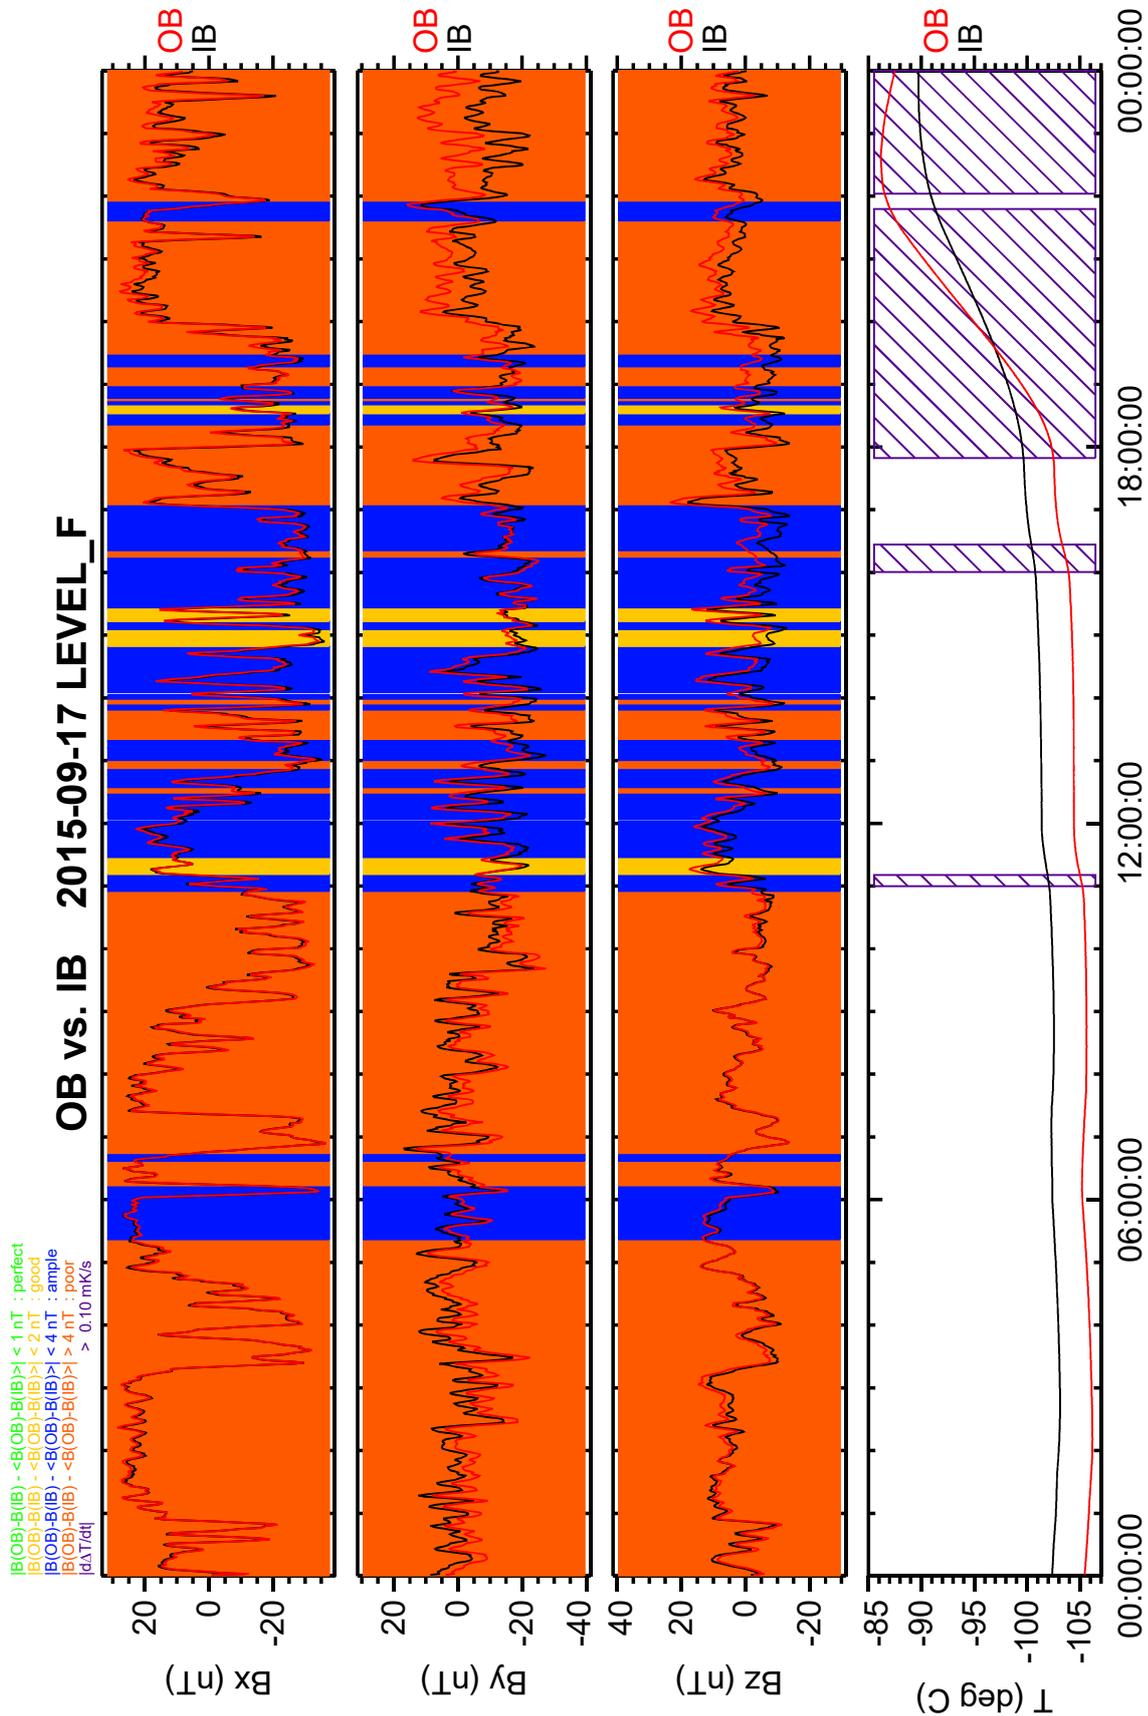 OB vs. IB 2015-09-17 LEVEL_F
|B(OB)-B(IB) - <B(OB)-B(IB)>| < 1 nT : perfect
|B(OB)-B(IB) - <B(OB)-B(IB)>| < 2 nT : good
|B(OB)-B(IB) - <B(OB)-B(IB)>| < 4 nT : ample
|B(OB)-B(IB) - <B(OB)-B(IB)>| > 4 nT : poor
|dΔT/dt| > 0.10 mK/s
Bx (nT)
20
0
-20
OB
IB
By (nT)
20
0
-20
OB
IB
Bz (nT)
40
20
0
-20
OB
IB
T (deg C)
-85
-90
-95
-100
-105
OB
IB
00:00:00
06:00:00
12:00:00
18:00:00
00:00:00